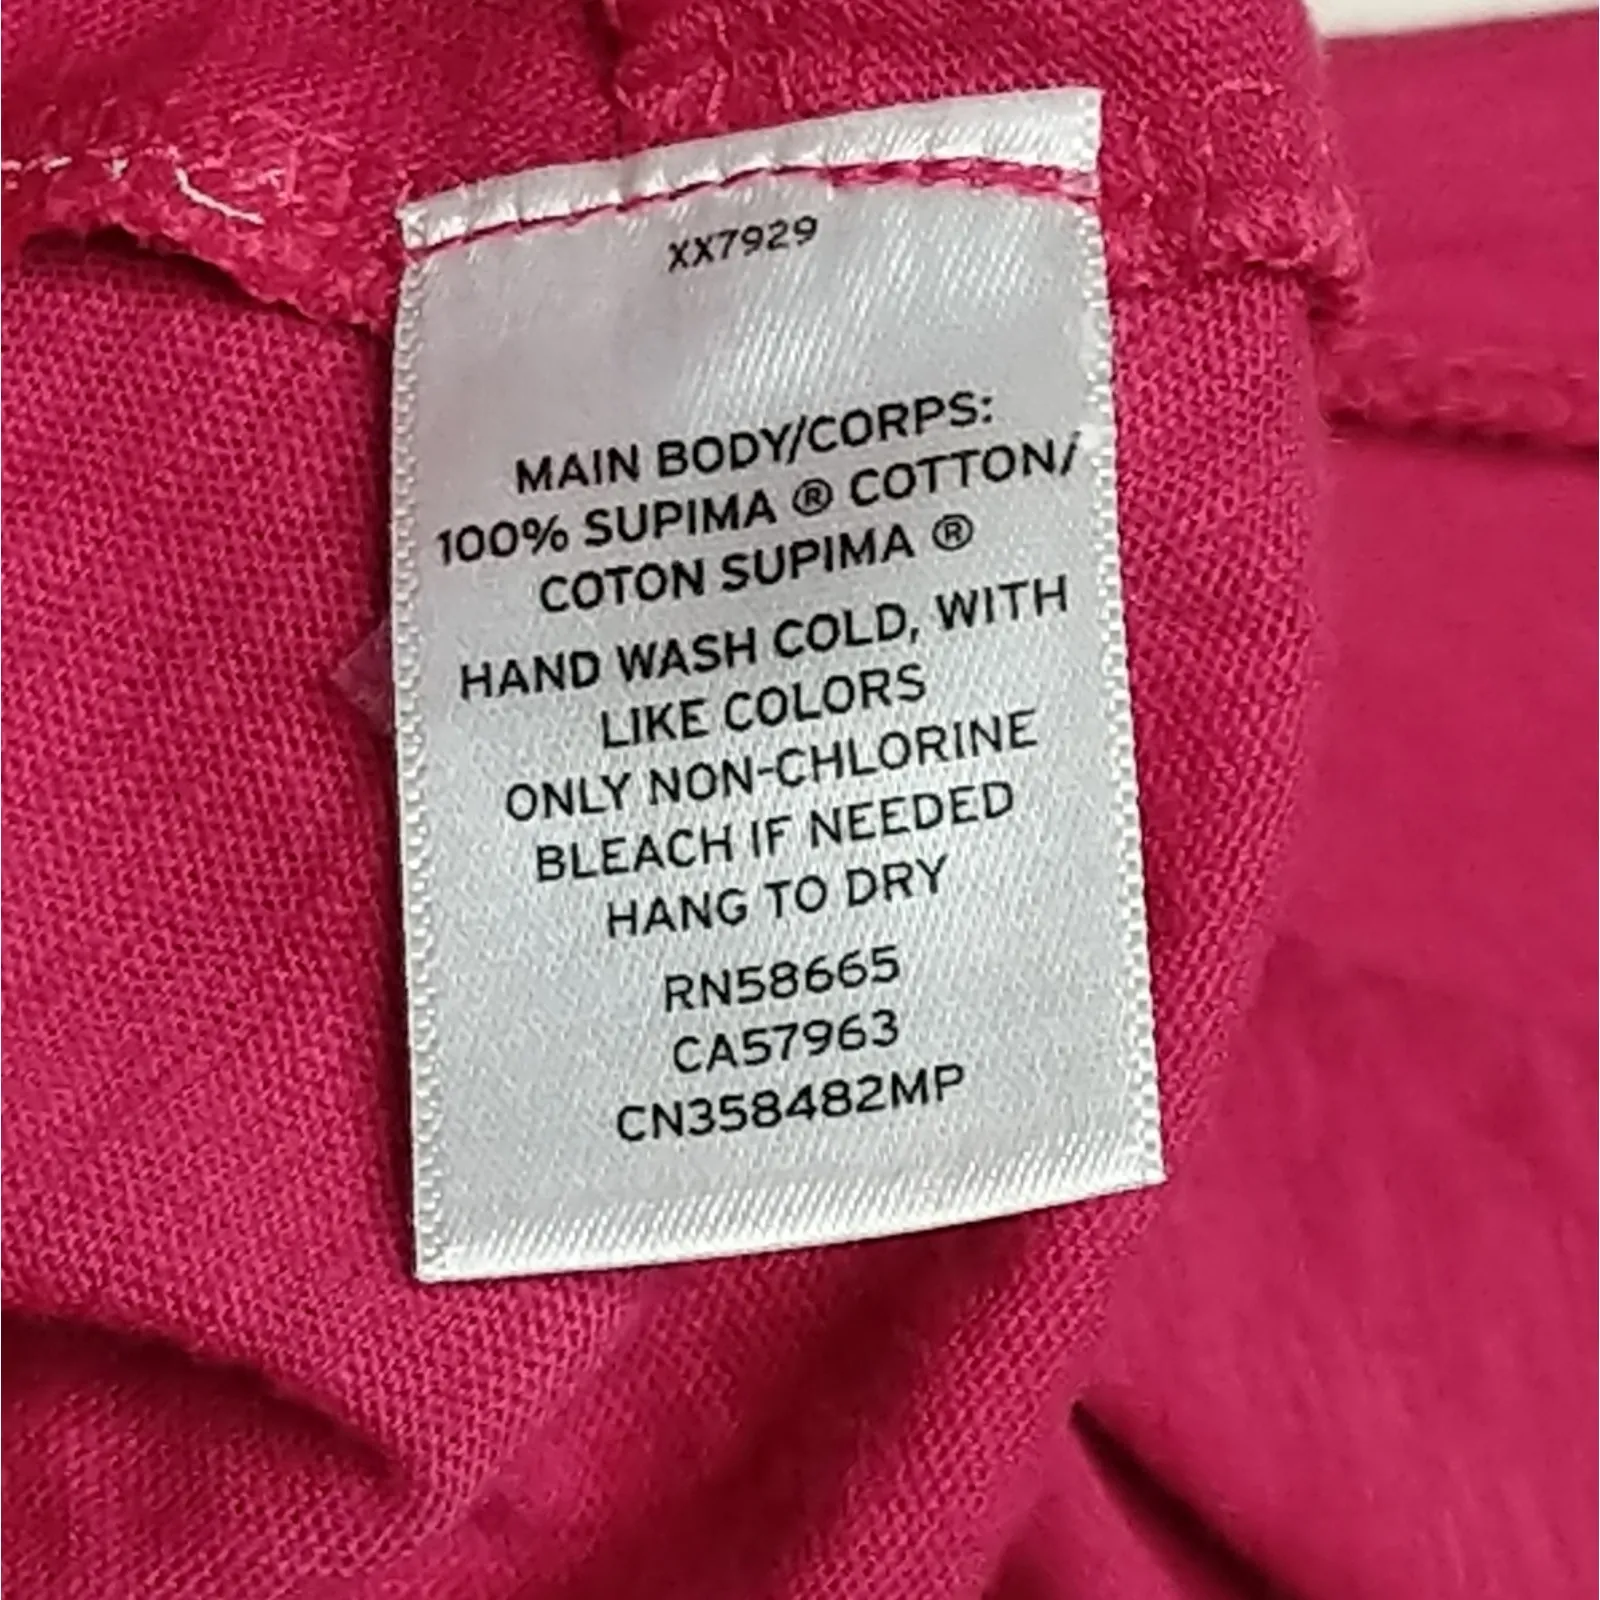 XX7929
MAIN BODY/CORPS:
100% SUPIMA ® COTTON/
COTON SUPIMA ®
HAND WASH COLD, WITH
LIKE COLORS
ONLY NON-CHLORINE
BLEACH IF NEEDED
HANG TO DRY
RN58665
CA57963
CN358482MP